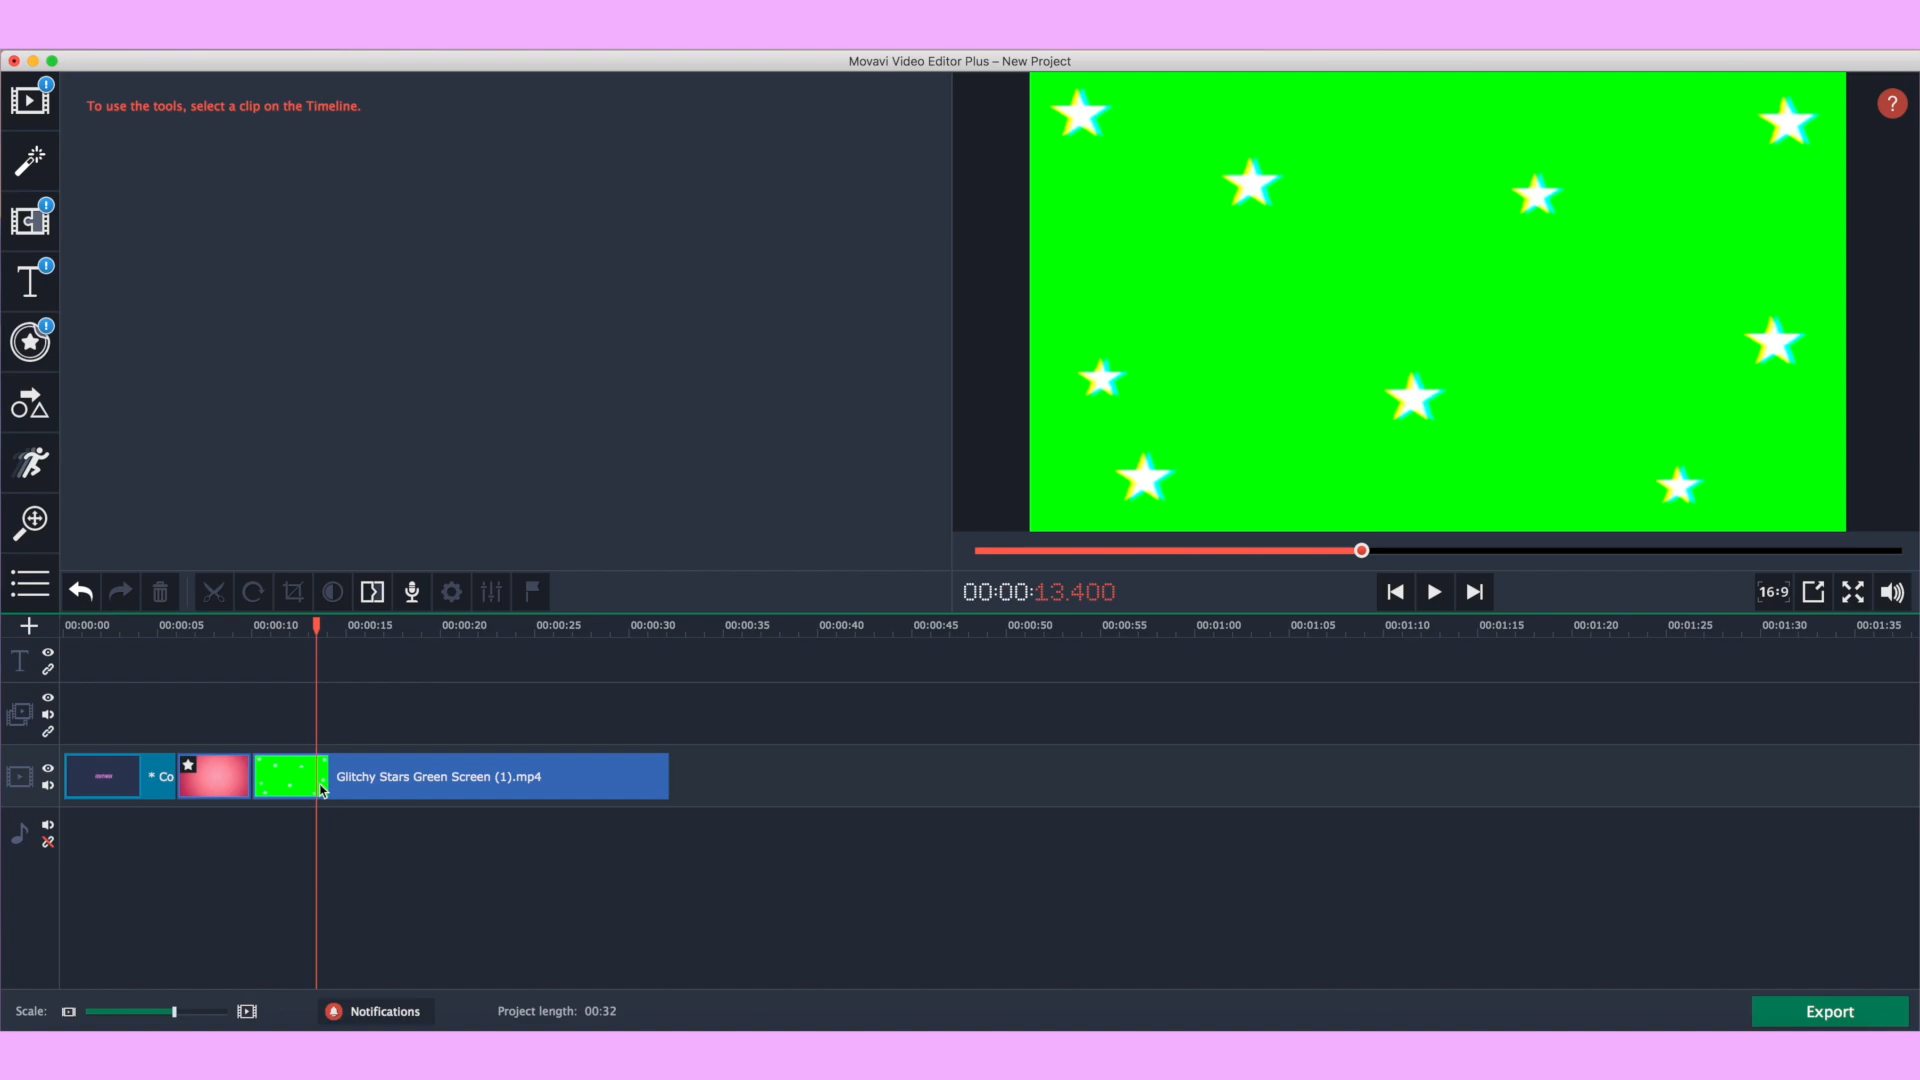 Movavi Video Editor Plus – New Project
To use the tools, select a clip on the Timeline.
?
00:00:13.400
16:9
00:00:00 00:00:05 00:00:10 00:00:15 00:00:20 00:00:25 00:00:30 00:00:35 00:00:40 00:00:45 00:00:50 00:00:55 00:01:00 00:01:05 00:01:10 00:01:15 00:01:20 00:01:25 00:01:30 00:01:35
* Co
Glitchy Stars Green Screen (1).mp4
Scale:
Notifications
Project length: 00:32
Export